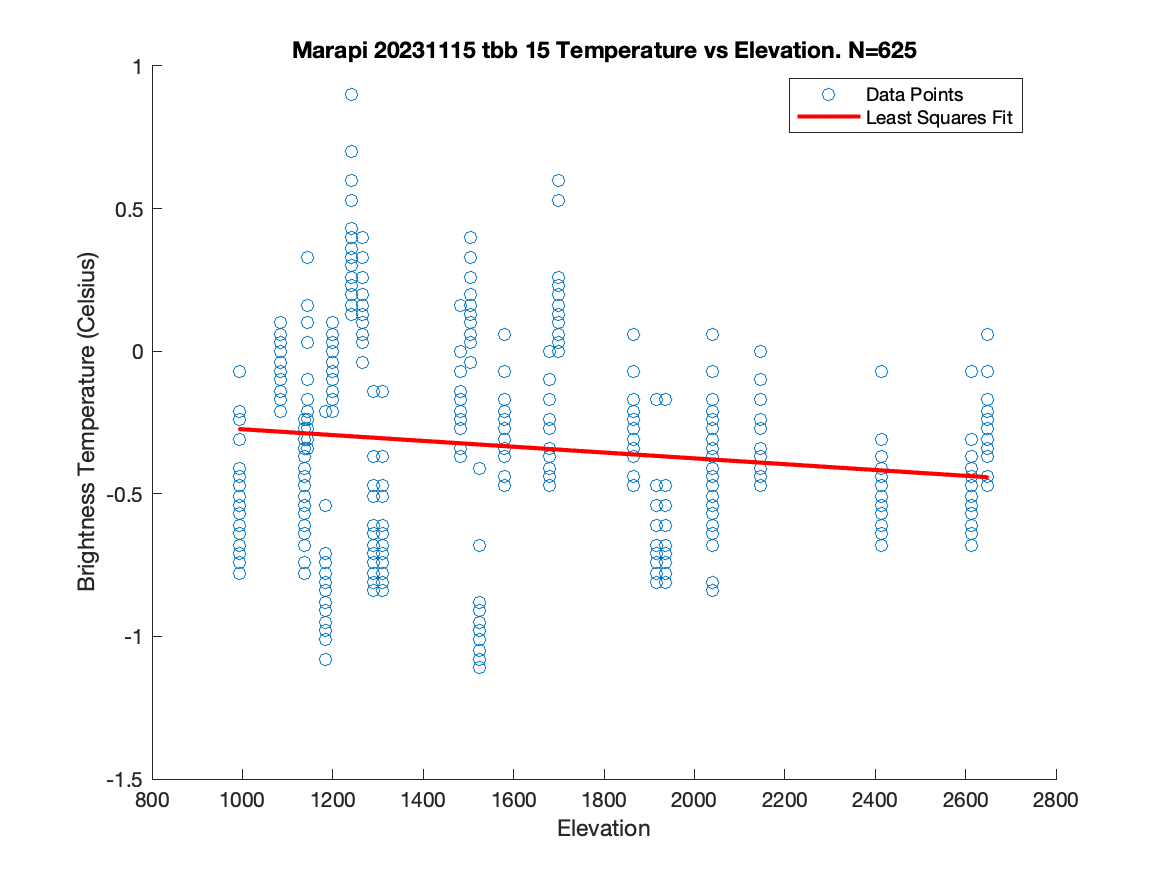 Marapi 20231115 tbb 15 Temperature vs Elevation. N=625
Data Points
Least Squares Fit
Brightness Temperature (Celsius)
1
0.5
0
-0.5
-1
-1.5
800 1000 1200 1400 1600 1800 2000 2200 2400 2600 2800
Elevation